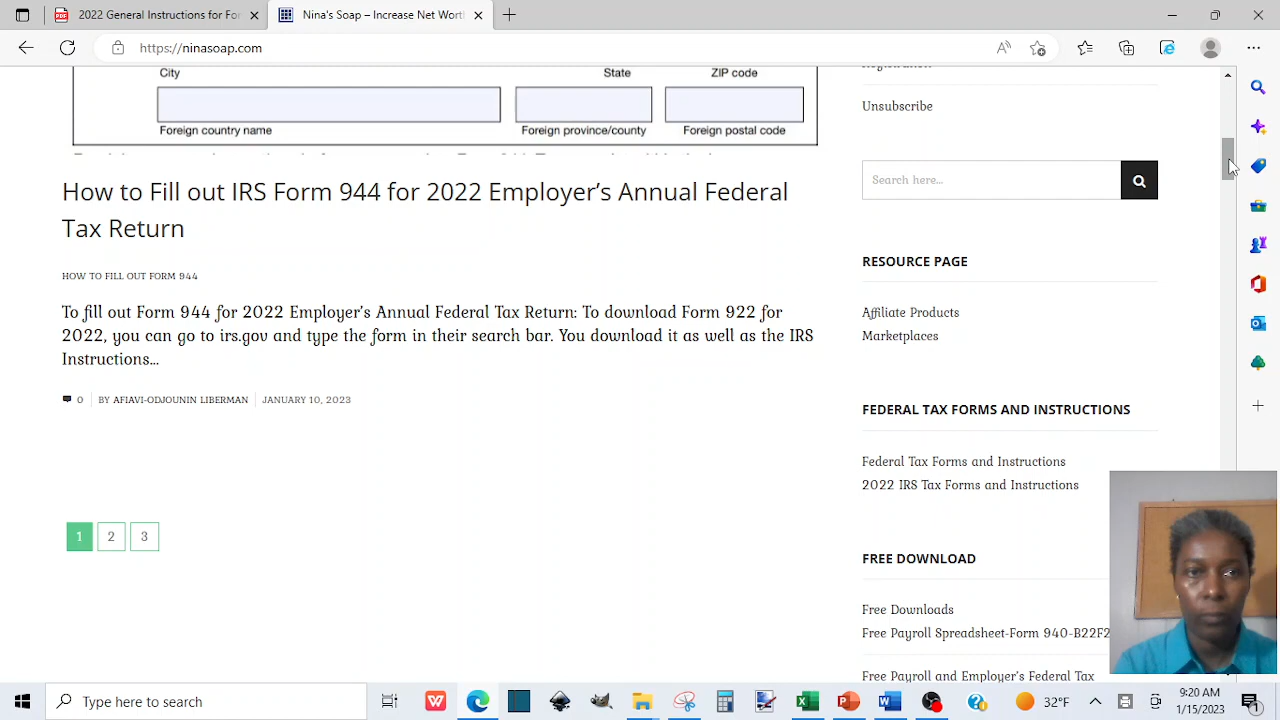 2022 General Instructions for For
Nina's Soap – Increase Net Wort
https://ninasoap.com
City
State
ZIP code
Foreign country name
Foreign province/county
Foreign postal code
Unsubscribe
Search here...
How to Fill out IRS Form 944 for 2022 Employer's Annual Federal
Tax Return
HOW TO FILL OUT FORM 944
To fill out Form 944 for 2022 Employer's Annual Federal Tax Return: To download Form 922 for
2022, you can go to irs.gov and type the form in their search bar. You download it as well as the IRS
Instructions...
0 BY AFIAVI-ODJOUNIN LIBERMAN JANUARY 10, 2023
1 2 3
RESOURCE PAGE
Affiliate Products
Marketplaces
FEDERAL TAX FORMS AND INSTRUCTIONS
Federal Tax Forms and Instructions
2022 IRS Tax Forms and Instructions
FREE DOWNLOAD
Free Downloads
Free Payroll Spreadsheet-Form 940-B22F2
Free Payroll and Employer's Federal Tax
Type here to search
32°F
9:20 AM
1/15/2023